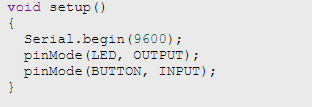 void setup()
{
  Serial.begin(9600);
  pinMode(LED, OUTPUT);
  pinMode(BUTTON, INPUT);
}